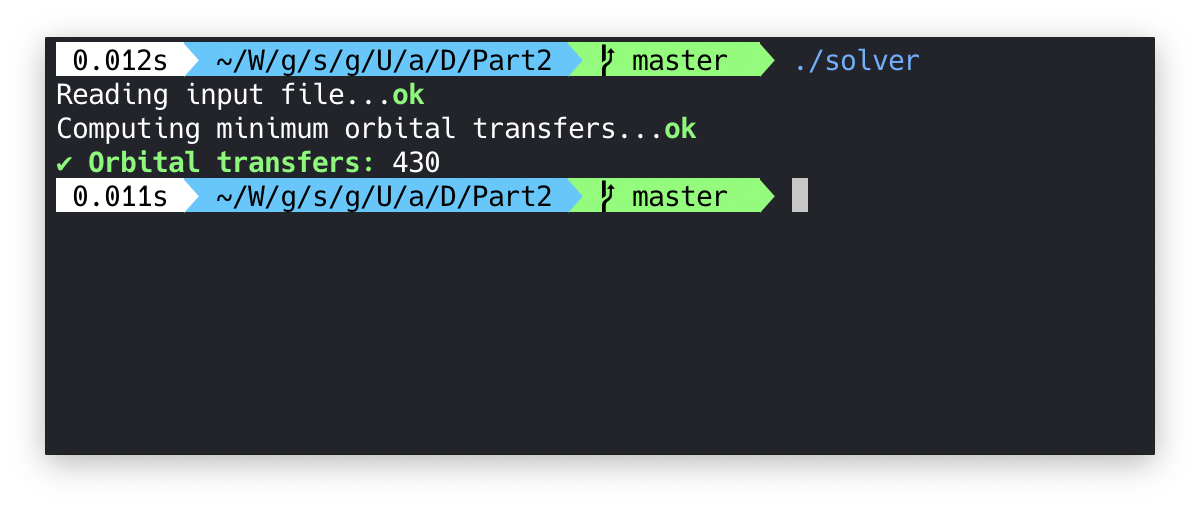 0.012s ~/W/g/s/g/U/a/D/Part2 master ./solver
Reading input file...ok
Computing minimum orbital transfers...ok
✔ Orbital transfers: 430
0.011s ~/W/g/s/g/U/a/D/Part2 master